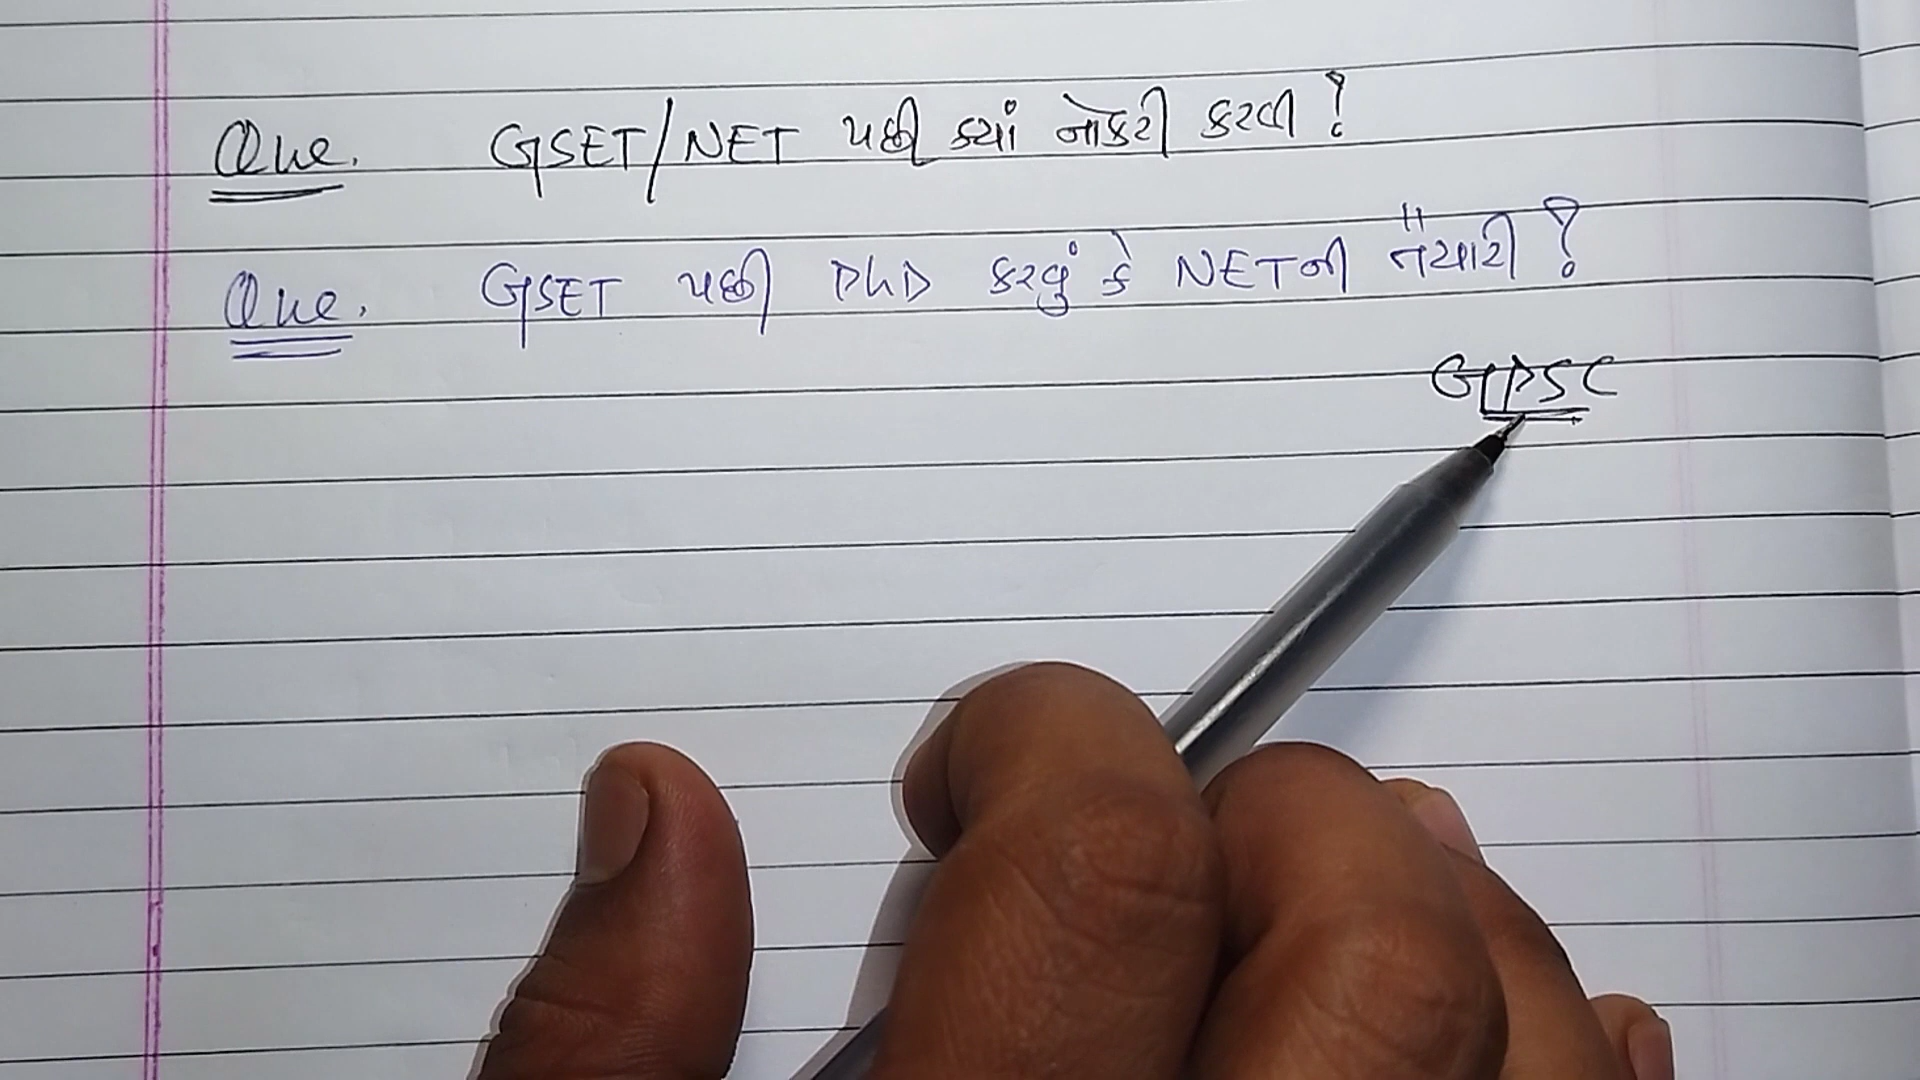 Que. GSET/NET પછી ક્યાં નોકરી કરવી?
Que. GSET પછી PhD કરવું કે NETની તૈયારી?
GPSC